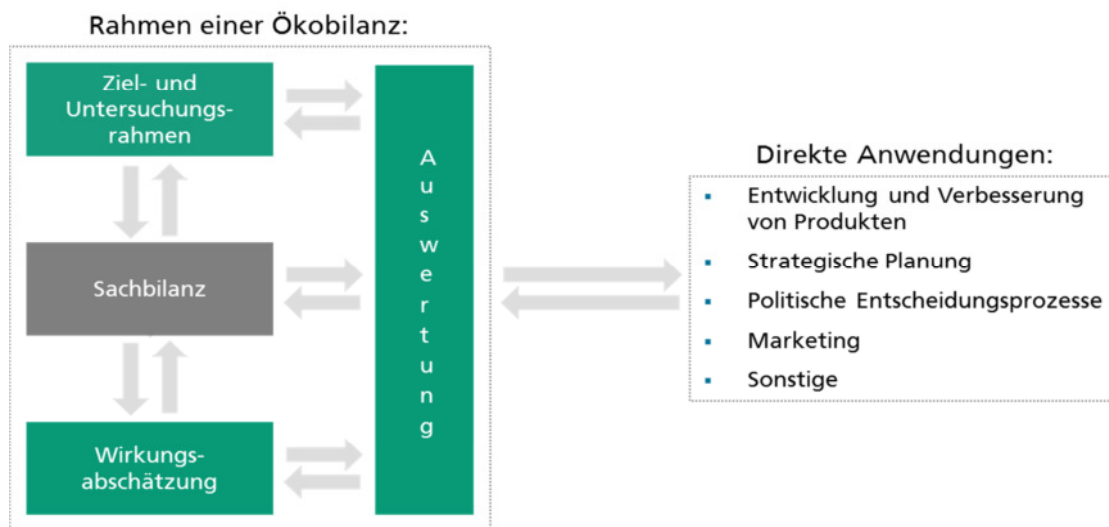 Rahmen einer Ökobilanz:
Ziel- und
Untersuchungs-
rahmen
Sachbilanz
Wirkungs-
abschätzung
Auswertung
Direkte Anwendungen:
▪ Entwicklung und Verbesserung
von Produkten
▪ Strategische Planung
▪ Politische Entscheidungsprozesse
▪ Marketing
▪ Sonstige